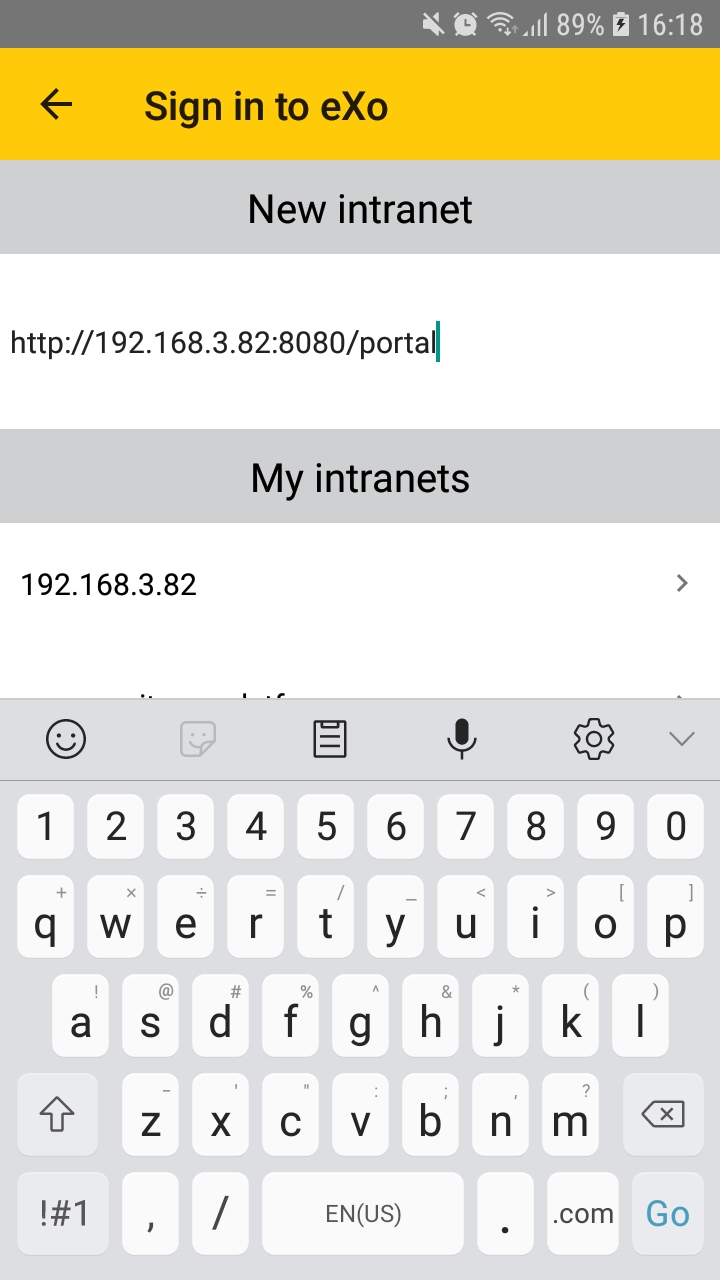 89% 16:18
Sign in to eXo
New intranet
http://192.168.3.82:8080/portal
My intranets
192.168.3.82
1 2 3 4 5 6 7 8 9 0
+ × ÷ = / _ < > [ ]
q w e r t y u i o p
! @ # % ^ & * ( )
a s d f g h j k l
- ' " : ; , ?
z x c v b n m
!#1 , / EN(US) . .com Go